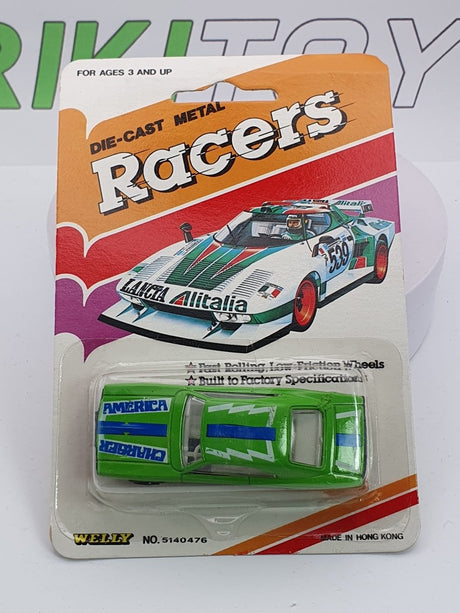 RIKITOY
FOR AGES 3 AND UP
DIE-CAST METAL
Racers
539
LANCIA Alitalia
☆ Fast Rolling, Low-Friction Wheels
☆ Built to Factory Specifications!
AMERICA
CHARGER
WELLY NO. 5140476 MADE IN HONG KONG